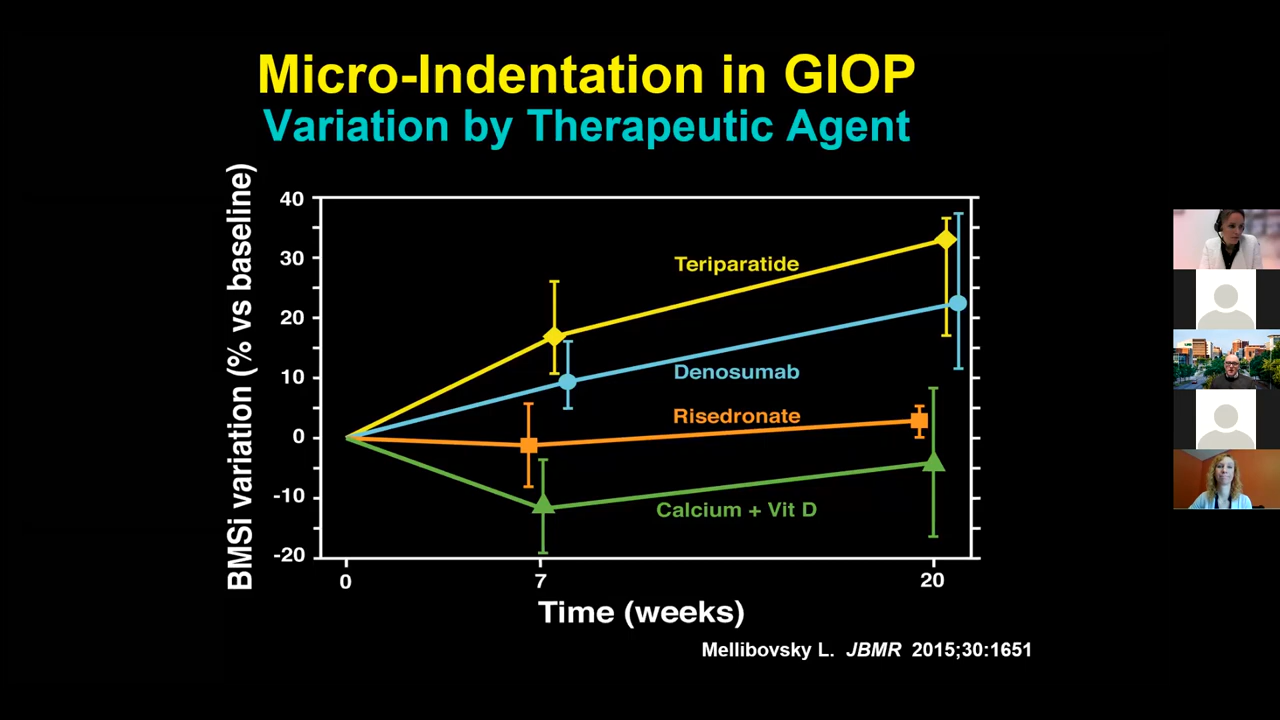 Micro-Indentation in GIOP
Variation by Therapeutic Agent
BMSi variation (% vs baseline)
40
30
20
10
0
-10
-20
Teriparatide
Denosumab
Risedronate
Calcium + Vit D
0
7
20
Time (weeks)
Mellibovsky L. JBMR 2015;30:1651